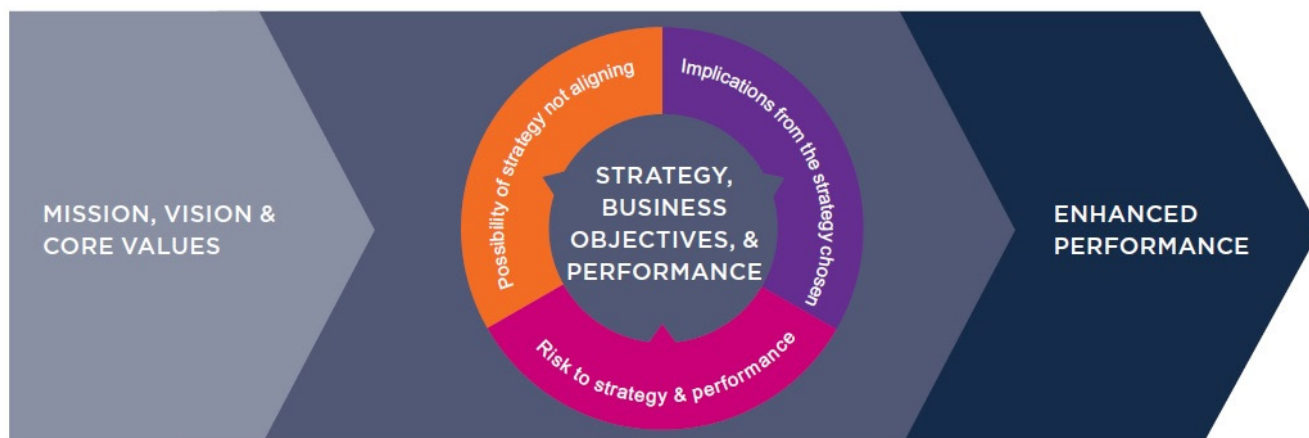 MISSION, VISION &
CORE VALUES
Possibility of strategy not aligning
Implications from the strategy chosen
STRATEGY,
BUSINESS
OBJECTIVES, &
PERFORMANCE
Risk to strategy & performance
ENHANCED
PERFORMANCE